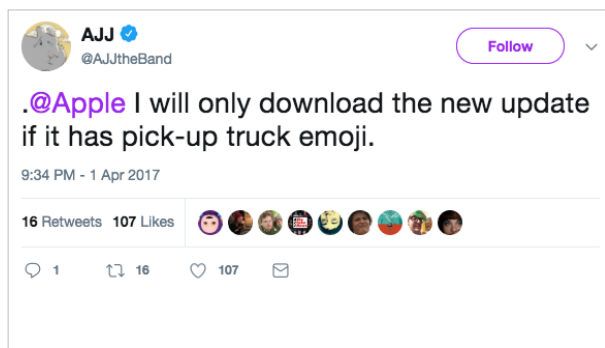 AJJ
@AJJtheBand
Follow
.@Apple I will only download the new update
if it has pick-up truck emoji.
9:34 PM - 1 Apr 2017
16 Retweets 107 Likes
1 16 107